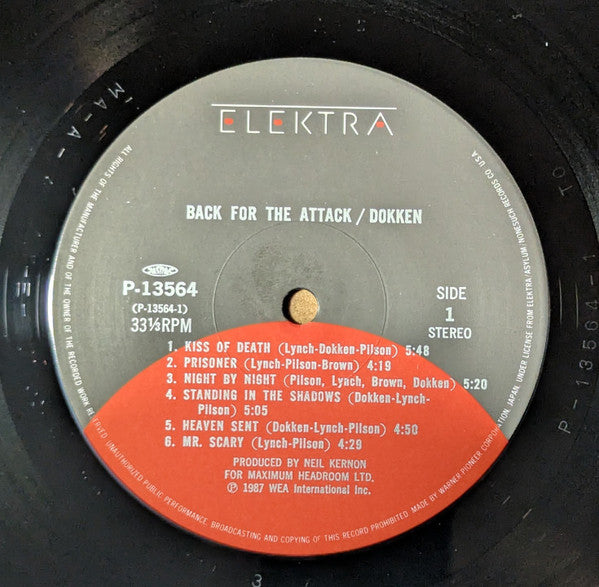 ELEKTRA
BACK FOR THE ATTACK / DOKKEN
P-13564
(P-13564-1)
33⅓RPM
SIDE
1
STEREO
1. KISS OF DEATH (Lynch-Dokken-Pilson) 5:48
2. PRISONER (Lynch-Pilson-Brown) 4:19
3. NIGHT BY NIGHT (Pilson, Lynch, Brown, Dokken) 5:20
4. STANDING IN THE SHADOWS (Dokken-Lynch-
Pilson) 5:05
5. HEAVEN SENT (Dokken-Lynch-Pilson) 4:50
6. MR. SCARY (Lynch-Pilson) 4:29
PRODUCED BY NEIL KERNON
FOR MAXIMUM HEADROOM LTD.
℗ 1987 WEA International Inc.
ALL RIGHTS OF THE MANUFACTURER AND OF THE OWNER OF THE RECORDED WORK RESERVED. UNAUTHORIZED PUBLIC PERFORMANCE, BROADCASTING AND COPYING OF THIS RECORD PROHIBITED. MADE BY WARNER-PIONEER CORPORATION, JAPAN, UNDER LICENSE FROM ELEKTRA/ASYLUM/NONESUCH RECORDS CO. U.S.A.
P-13564-1
3